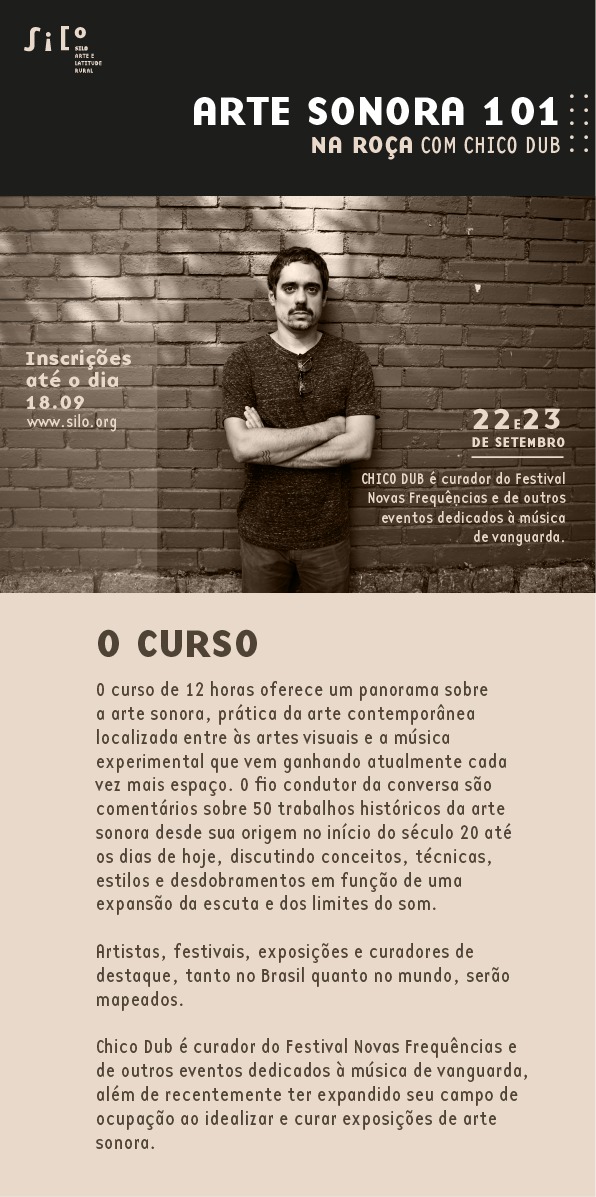 Silo
SILO
ARTE E
LATITUDE
RURAL
ARTE SONORA 101
NA ROÇA COM CHICO DUB
Inscrições
até o dia
18.09
www.silo.org
22 E 23
DE SETEMBRO
CHICO DUB é curador do Festival
Novas Frequências e de outros
eventos dedicados à música
de vanguarda.
O CURSO
O curso de 12 horas oferece um panorama sobre
a arte sonora, prática da arte contemporânea
localizada entre às artes visuais e a música
experimental que vem ganhando atualmente cada
vez mais espaço. O fio condutor da conversa são
comentários sobre 50 trabalhos históricos da arte
sonora desde sua origem no início do século 20 até
os dias de hoje, discutindo conceitos, técnicas,
estilos e desdobramentos em função de uma
expansão da escuta e dos limites do som.
Artistas, festivais, exposições e curadores de
destaque, tanto no Brasil quanto no mundo, serão
mapeados.
Chico Dub é curador do Festival Novas Frequências e
de outros eventos dedicados à música de vanguarda,
além de recentemente ter expandido seu campo de
ocupação ao idealizar e curar exposições de arte
sonora.